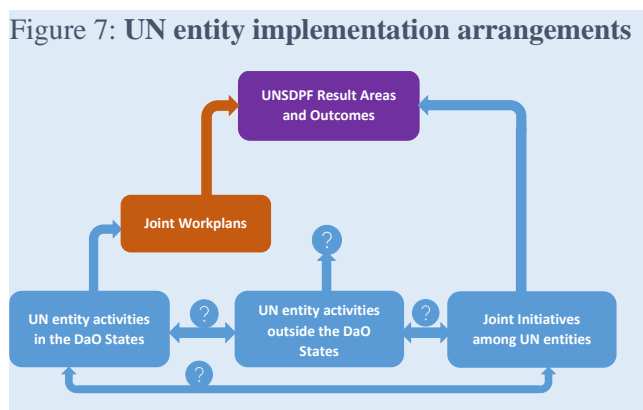 Figure 7: UN entity implementation arrangements
UNSDPF Result Areas
and Outcomes
Joint Workplans
?
UN entity activities
in the DaO States
?
UN entity activities
outside the DaO
States
?
Joint Initiatives
among UN entities
?